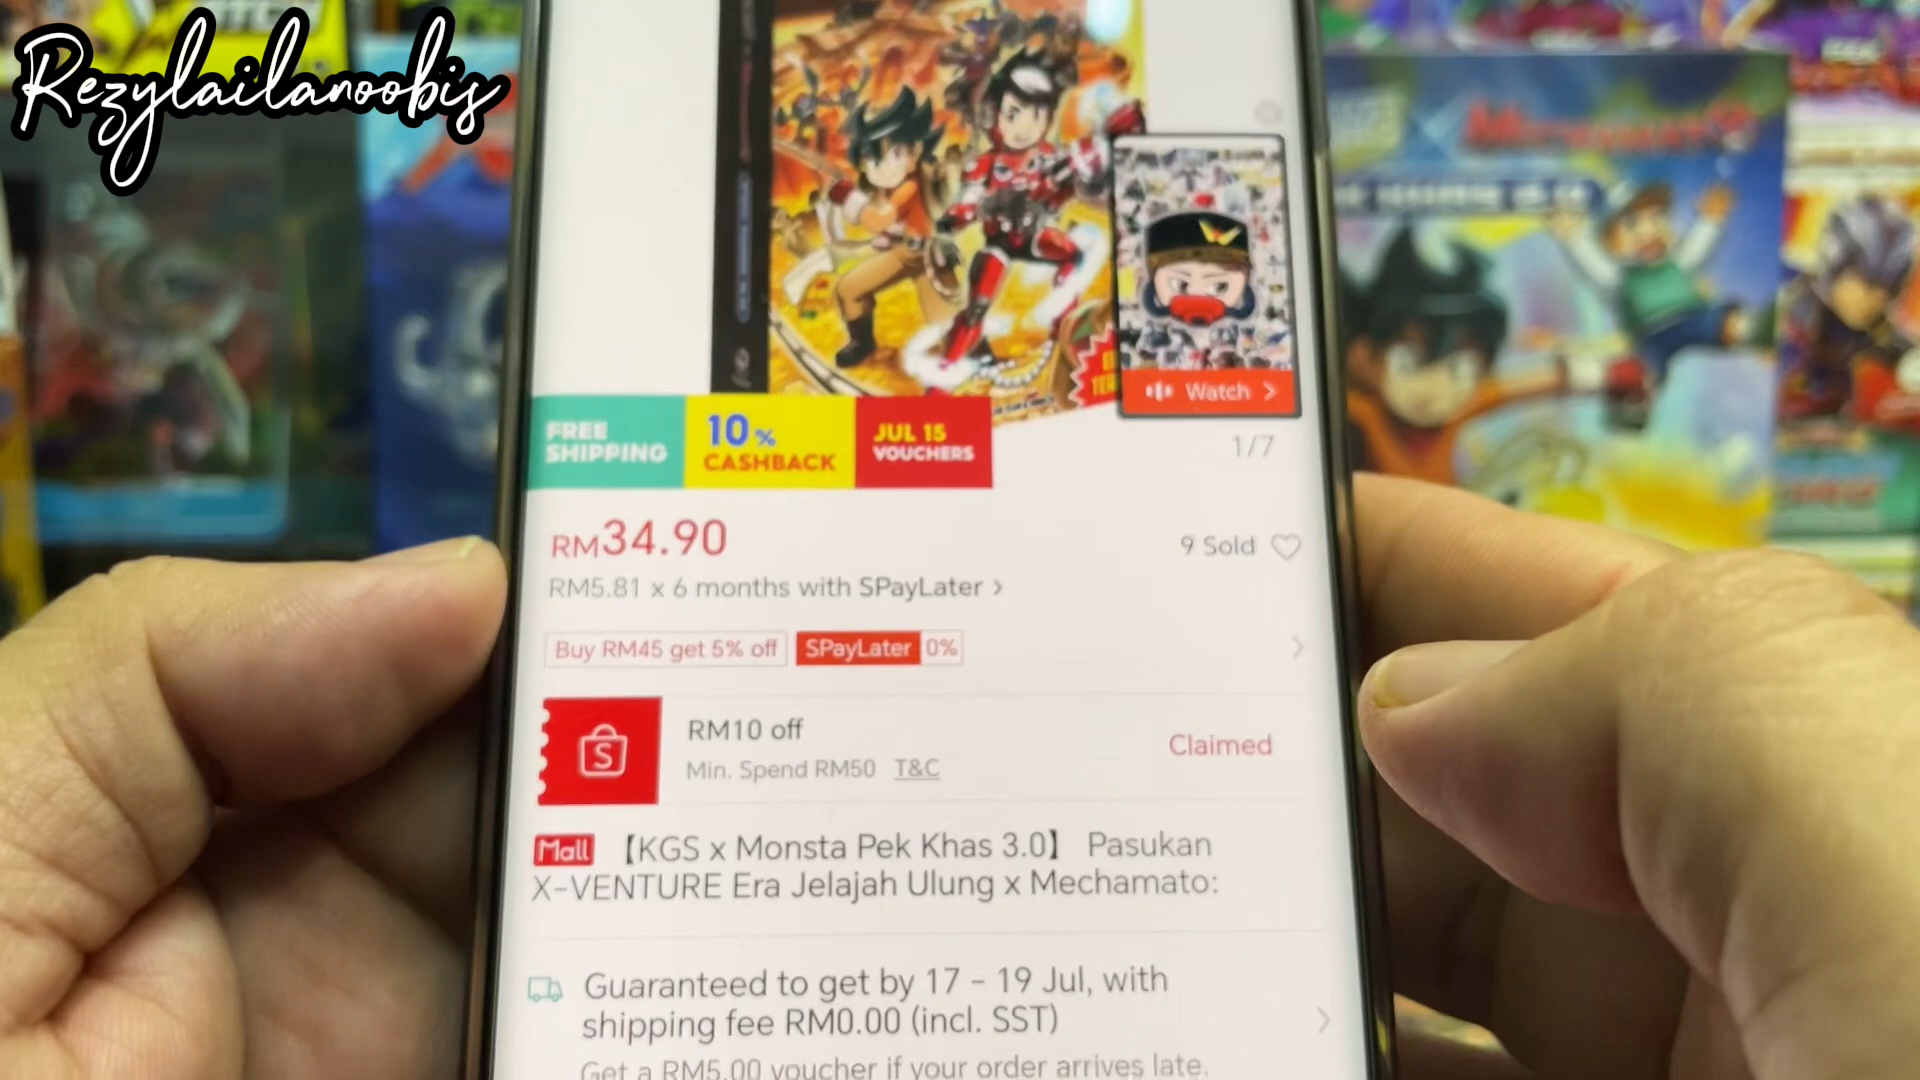 Rezylailanoobis
Watch
FREE
SHIPPING
10%
CASHBACK
JUL 15
VOUCHERS
1/7
RM34.90
9 Sold
RM5.81 x 6 months with SPayLater
Buy RM45 get 5% off
SPayLater 0%
RM10 off
Min. Spend RM50 T&C
Claimed
Mall 【KGS x Monsta Pek Khas 3.0】 Pasukan
X-VENTURE Era Jelajah Ulung x Mechamato:
Guaranteed to get by 17 - 19 Jul, with
shipping fee RM0.00 (incl. SST)
Get a RM5.00 voucher if your order arrives late.